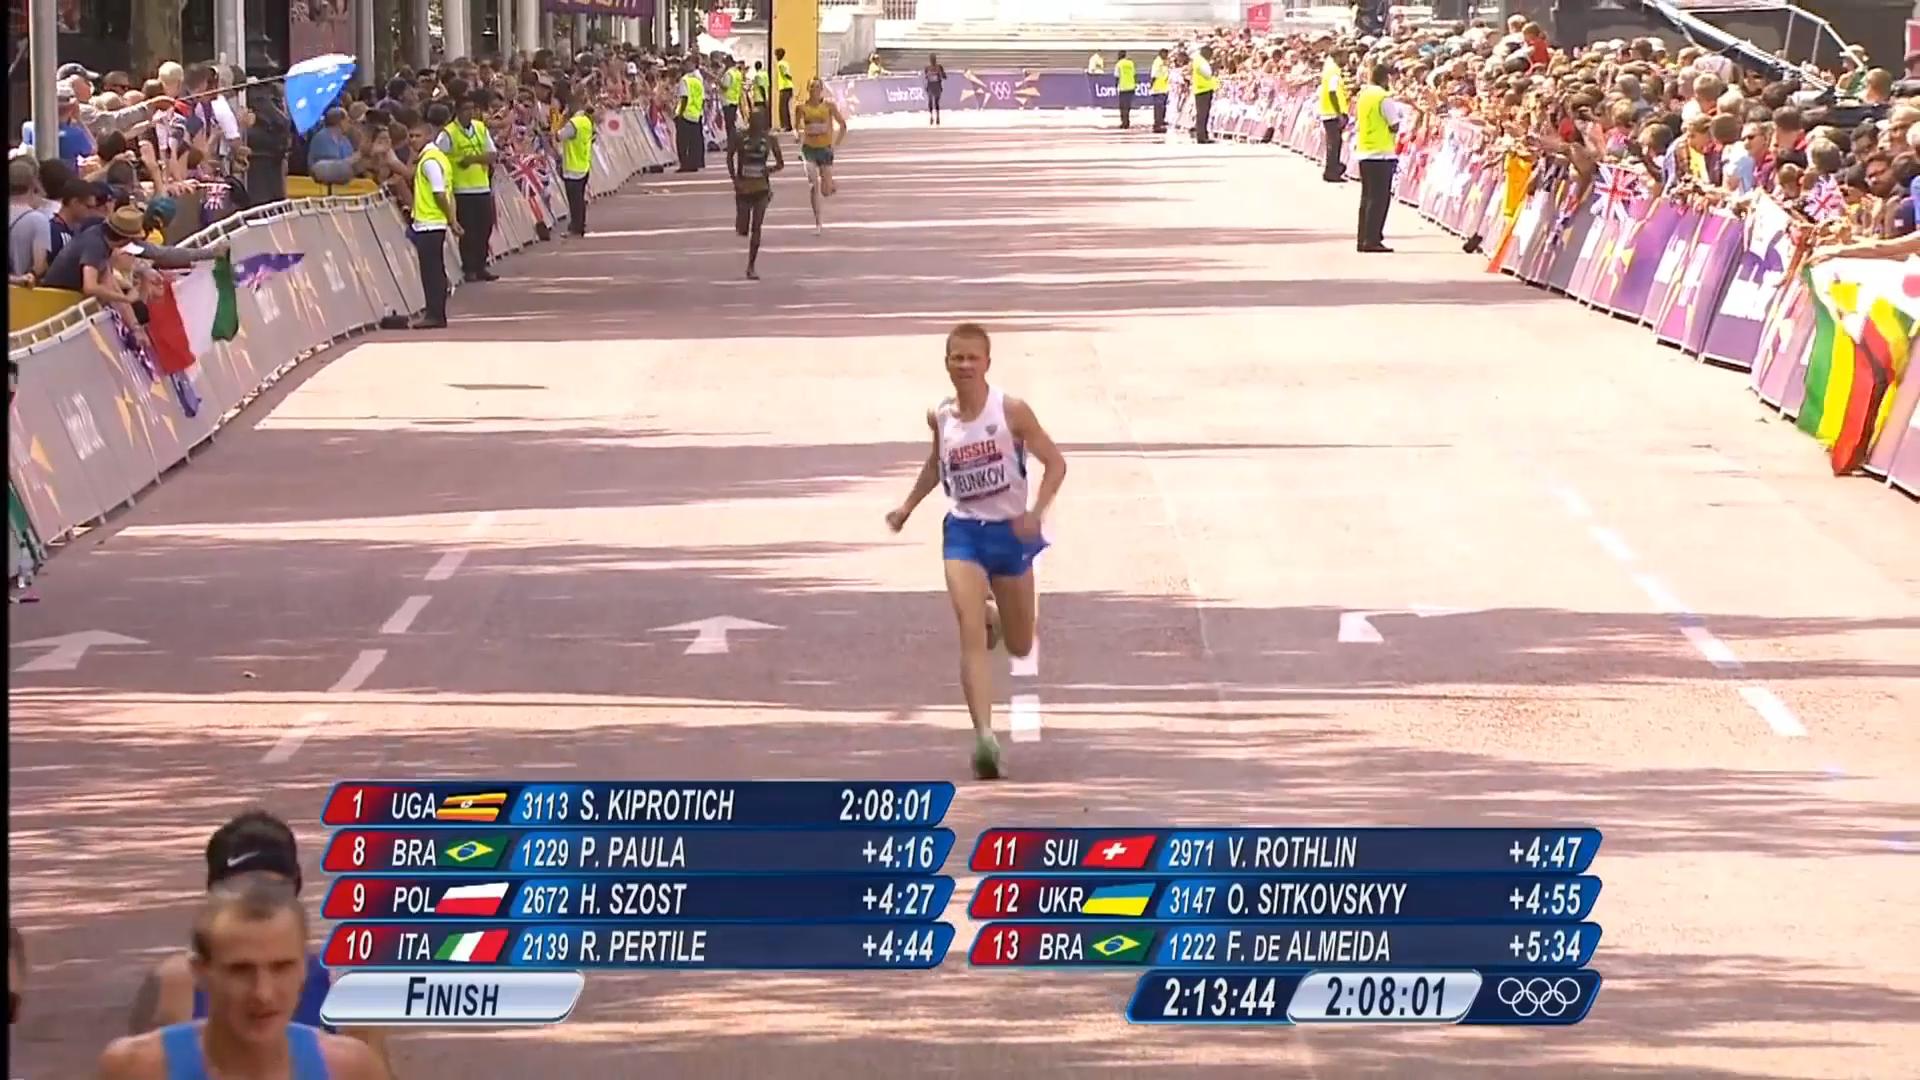 London 2012
RUSSIA
1 UGA 3113 S. KIPROTICH 2:08:01
8 BRA 1229 P. PAULA +4:16
9 POL 2672 H. SZOST +4:27
10 ITA 2139 R. PERTILE +4:44
11 SUI 2971 V. ROTHLIN +4:47
12 UKR 3147 O. SITKOVSKYY +4:55
13 BRA 1222 F. DE ALMEIDA +5:34
FINISH
2:13:44 2:08:01